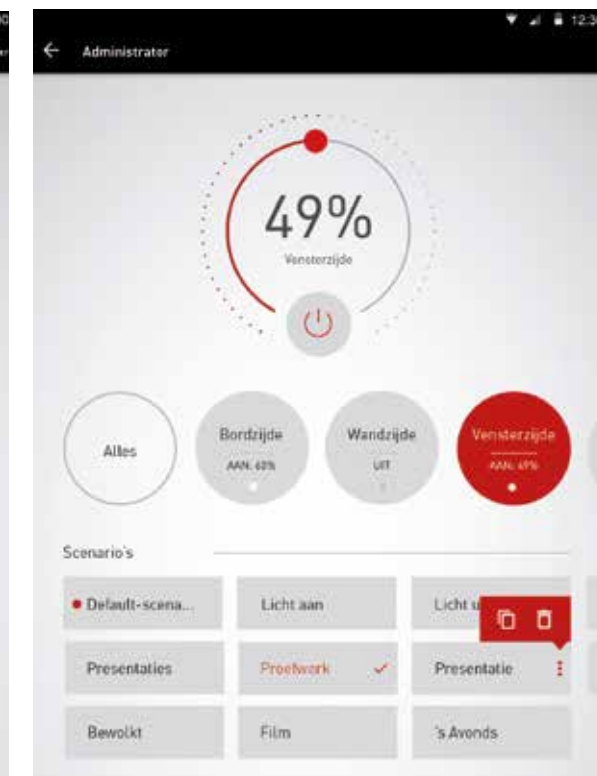 12:30
Administrator
49%
Vensterzijde
Alles
Bordzijde
AAN: 60%
Wandzijde
UIT
Vensterzijde
AAN: 49%
Scenario's
Default-scena...
Licht aan
Licht u
Presentaties
Proefwerk
Presentatie
Bewolkt
Film
's Avonds